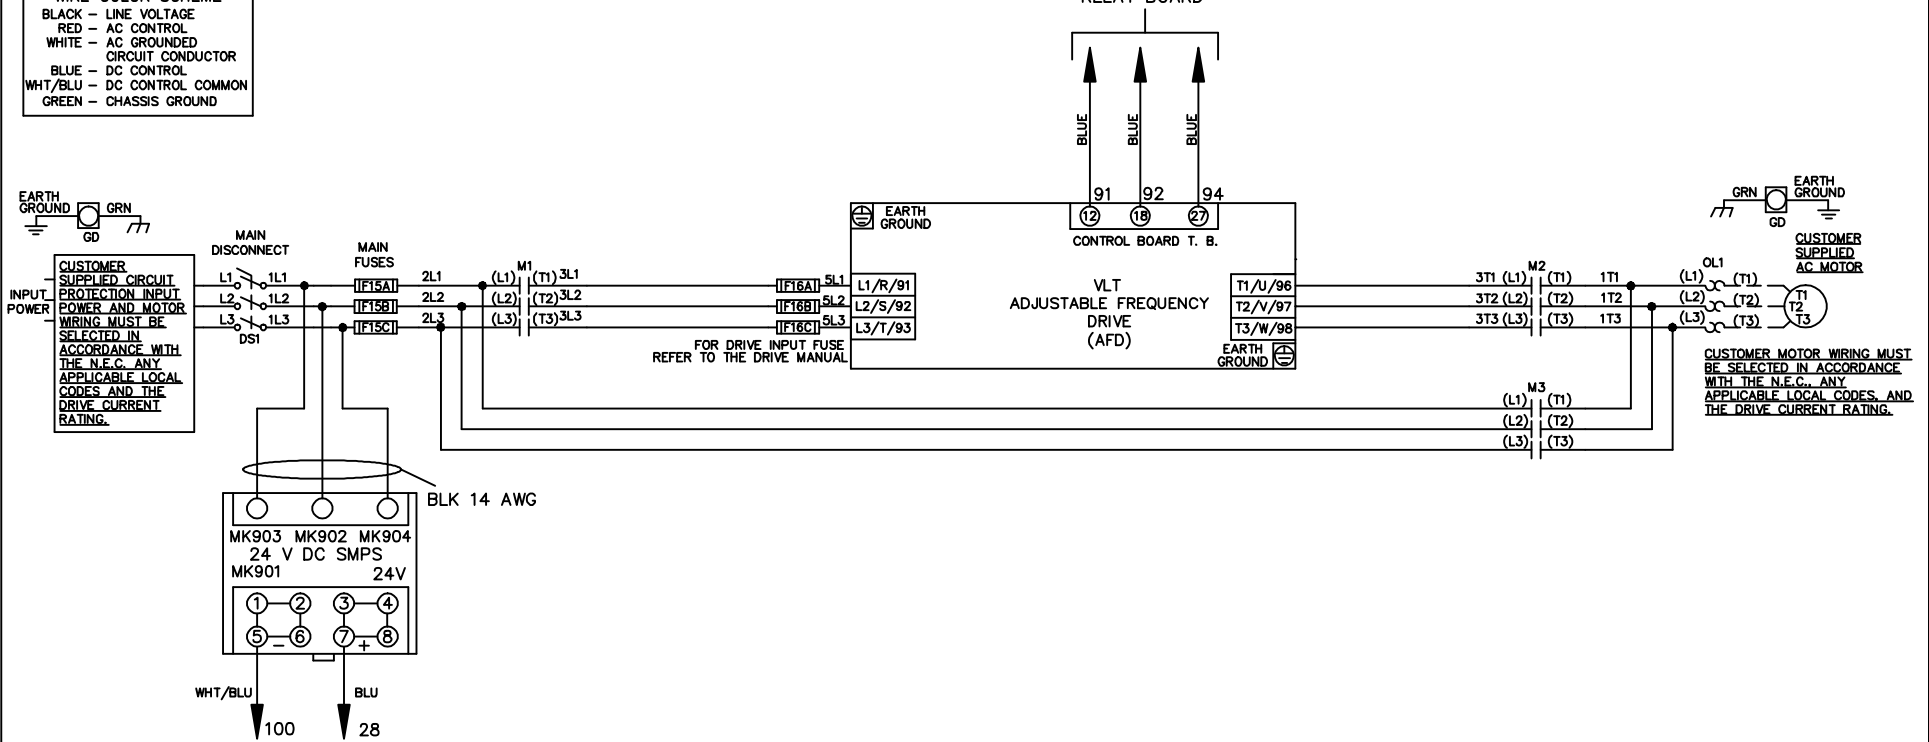 BLACK – LINE VOLTAGE
RED – AC CONTROL
WHITE – AC GROUNDED
CIRCUIT CONDUCTOR
BLUE – DC CONTROL
WHT/BLU – DC CONTROL COMMON
GREEN – CHASSIS GROUND
BLUE
BLUE
BLUE
91
92
94
12
18
27
CONTROL BOARD T. B.
EARTH
GROUND
GRN
GD
CUSTOMER
SUPPLIED CIRCUIT
PROTECTION INPUT
POWER AND MOTOR
WIRING MUST BE
SELECTED IN
ACCORDANCE WITH
THE N.E.C. ANY
APPLICABLE LOCAL
CODES AND THE
DRIVE CURRENT
RATING.
INPUT
POWER
MAIN
DISCONNECT
L1 1L1
L2 1L2
L3 1L3
DS1
MAIN
FUSES
F15A
F15B
F15C
2L1
2L2
2L3
M1
(L1) (T1) 3L1
(L2) (T2) 3L2
(L3) (T3) 3L3
F16A 5L1
F16B 5L2
F16C 5L3
FOR DRIVE INPUT FUSE
REFER TO THE DRIVE MANUAL
EARTH
GROUND
L1/R/91
L2/S/92
L3/T/93
VLT
ADJUSTABLE FREQUENCY
DRIVE
(AFD)
T1/U/96
T2/V/97
T3/W/98
EARTH
GROUND
M2
3T1 (L1) (T1) 1T1
3T2 (L2) (T2) 1T2
3T3 (L3) (T3) 1T3
M3
(L1) (T1)
(L2) (T2)
(L3) (T3)
OL1
(L1) (T1)
(L2) (T2)
(L3) (T3)
T1
T2
T3
GRN
EARTH
GROUND
GD
CUSTOMER
SUPPLIED
AC MOTOR
CUSTOMER MOTOR WIRING MUST
BE SELECTED IN ACCORDANCE
WITH THE N.E.C., ANY
APPLICABLE LOCAL CODES, AND
THE DRIVE CURRENT RATING.
BLK 14 AWG
MK903 MK902 MK904
24 V DC SMPS
MK901 24V
1 2 3 4
5 – 6 7 + 8
WHT/BLU
BLU
100
28